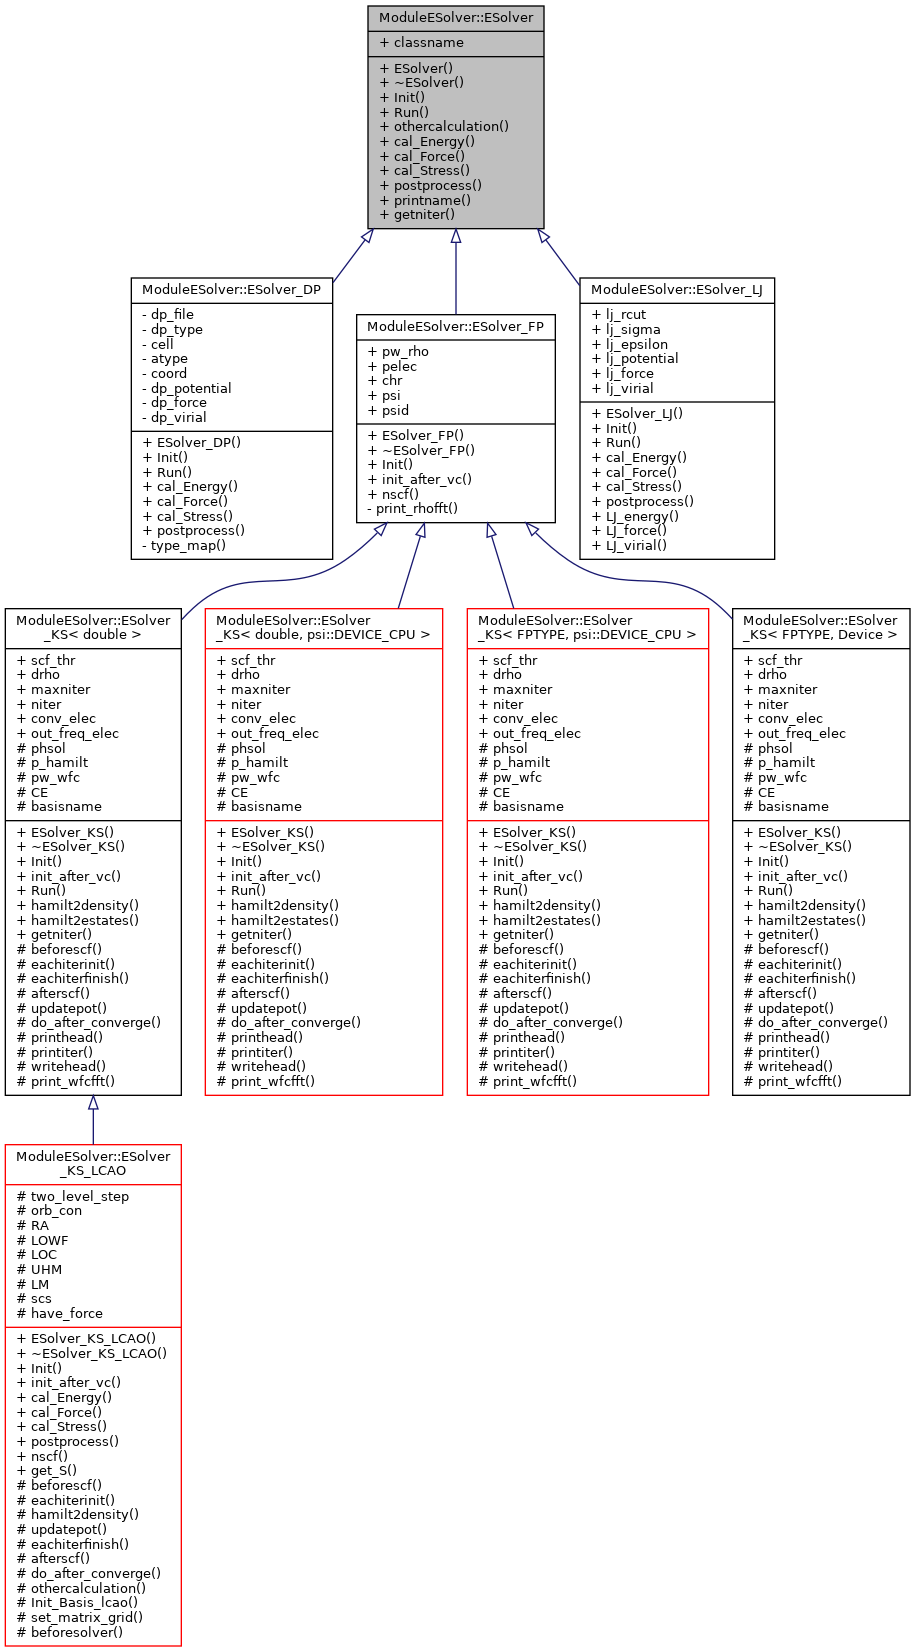 ModuleESolver::ESolver
+ classname
+ ESolver()
+ ~ESolver()
+ Init()
+ Run()
+ othercalculation()
+ cal_Energy()
+ cal_Force()
+ cal_Stress()
+ postprocess()
+ printname()
+ getniter()
ModuleESolver::ESolver_DP
- dp_file
- dp_type
- cell
- atype
- coord
- dp_potential
- dp_force
- dp_virial
+ ESolver_DP()
+ Init()
+ Run()
+ cal_Energy()
+ cal_Force()
+ cal_Stress()
+ postprocess()
- type_map()
ModuleESolver::ESolver_FP
+ pw_rho
+ pelec
+ chr
+ psi
+ psid
+ ESolver_FP()
+ ~ESolver_FP()
+ Init()
+ init_after_vc()
+ nscf()
- print_rhofft()
ModuleESolver::ESolver_LJ
+ lj_rcut
+ lj_sigma
+ lj_epsilon
+ lj_potential
+ lj_force
+ lj_virial
+ ESolver_LJ()
+ Init()
+ Run()
+ cal_Energy()
+ cal_Force()
+ cal_Stress()
+ postprocess()
+ LJ_energy()
+ LJ_force()
+ LJ_virial()
ModuleESolver::ESolver
_KS< double >
+ scf_thr
+ drho
+ maxniter
+ niter
+ conv_elec
+ out_freq_elec
# phsol
# p_hamilt
# pw_wfc
# CE
# basisname
+ ESolver_KS()
+ ~ESolver_KS()
+ Init()
+ init_after_vc()
+ Run()
+ hamilt2density()
+ hamilt2estates()
+ getniter()
# beforescf()
# eachiterinit()
# eachiterfinish()
# afterscf()
# updatepot()
# do_after_converge()
# printhead()
# printiter()
# writehead()
# print_wfcfft()
ModuleESolver::ESolver
_KS< double, psi::DEVICE_CPU >
+ scf_thr
+ drho
+ maxniter
+ niter
+ conv_elec
+ out_freq_elec
# phsol
# p_hamilt
# pw_wfc
# CE
# basisname
+ ESolver_KS()
+ ~ESolver_KS()
+ Init()
+ init_after_vc()
+ Run()
+ hamilt2density()
+ hamilt2estates()
+ getniter()
# beforescf()
# eachiterinit()
# eachiterfinish()
# afterscf()
# updatepot()
# do_after_converge()
# printhead()
# printiter()
# writehead()
# print_wfcfft()
ModuleESolver::ESolver
_KS< FPTYPE, psi::DEVICE_CPU >
+ scf_thr
+ drho
+ maxniter
+ niter
+ conv_elec
+ out_freq_elec
# phsol
# p_hamilt
# pw_wfc
# CE
# basisname
+ ESolver_KS()
+ ~ESolver_KS()
+ Init()
+ init_after_vc()
+ Run()
+ hamilt2density()
+ hamilt2estates()
+ getniter()
# beforescf()
# eachiterinit()
# eachiterfinish()
# afterscf()
# updatepot()
# do_after_converge()
# printhead()
# printiter()
# writehead()
# print_wfcfft()
ModuleESolver::ESolver
_KS< FPTYPE, Device >
+ scf_thr
+ drho
+ maxniter
+ niter
+ conv_elec
+ out_freq_elec
# phsol
# p_hamilt
# pw_wfc
# CE
# basisname
+ ESolver_KS()
+ ~ESolver_KS()
+ Init()
+ init_after_vc()
+ Run()
+ hamilt2density()
+ hamilt2estates()
+ getniter()
# beforescf()
# eachiterinit()
# eachiterfinish()
# afterscf()
# updatepot()
# do_after_converge()
# printhead()
# printiter()
# writehead()
# print_wfcfft()
ModuleESolver::ESolver
_KS_LCAO
# two_level_step
# orb_con
# RA
# LOWF
# LOC
# UHM
# LM
# scs
# have_force
+ ESolver_KS_LCAO()
+ ~ESolver_KS_LCAO()
+ Init()
+ init_after_vc()
+ cal_Energy()
+ cal_Force()
+ cal_Stress()
+ postprocess()
+ nscf()
+ get_S()
# beforescf()
# eachiterinit()
# hamilt2density()
# updatepot()
# eachiterfinish()
# afterscf()
# do_after_converge()
# othercalculation()
# Init_Basis_lcao()
# set_matrix_grid()
# beforesolver()